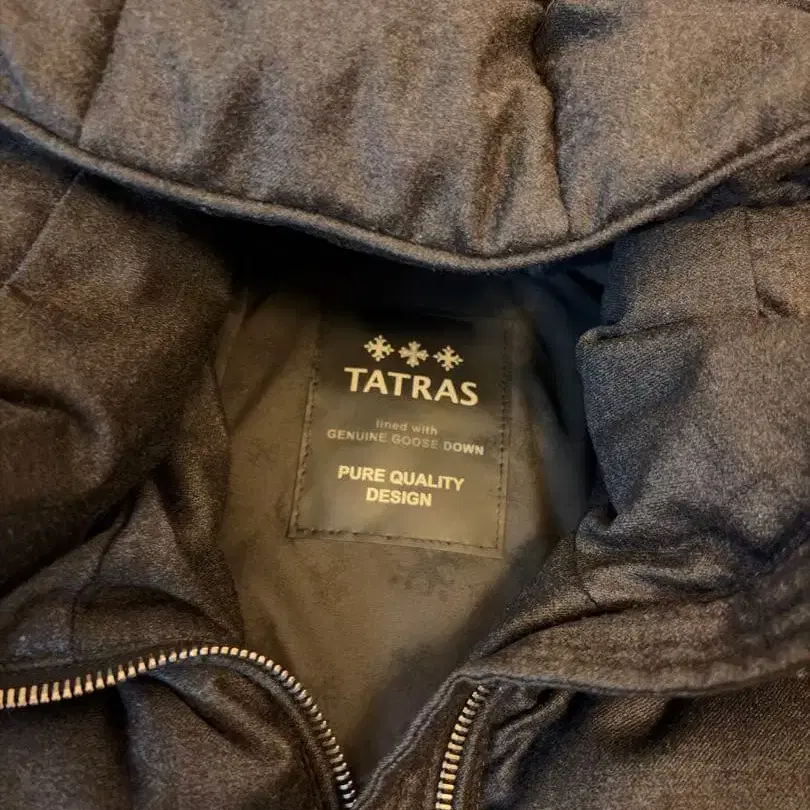 TATRAS
lined with
GENUINE GOOSE DOWN
PURE QUALITY
DESIGN